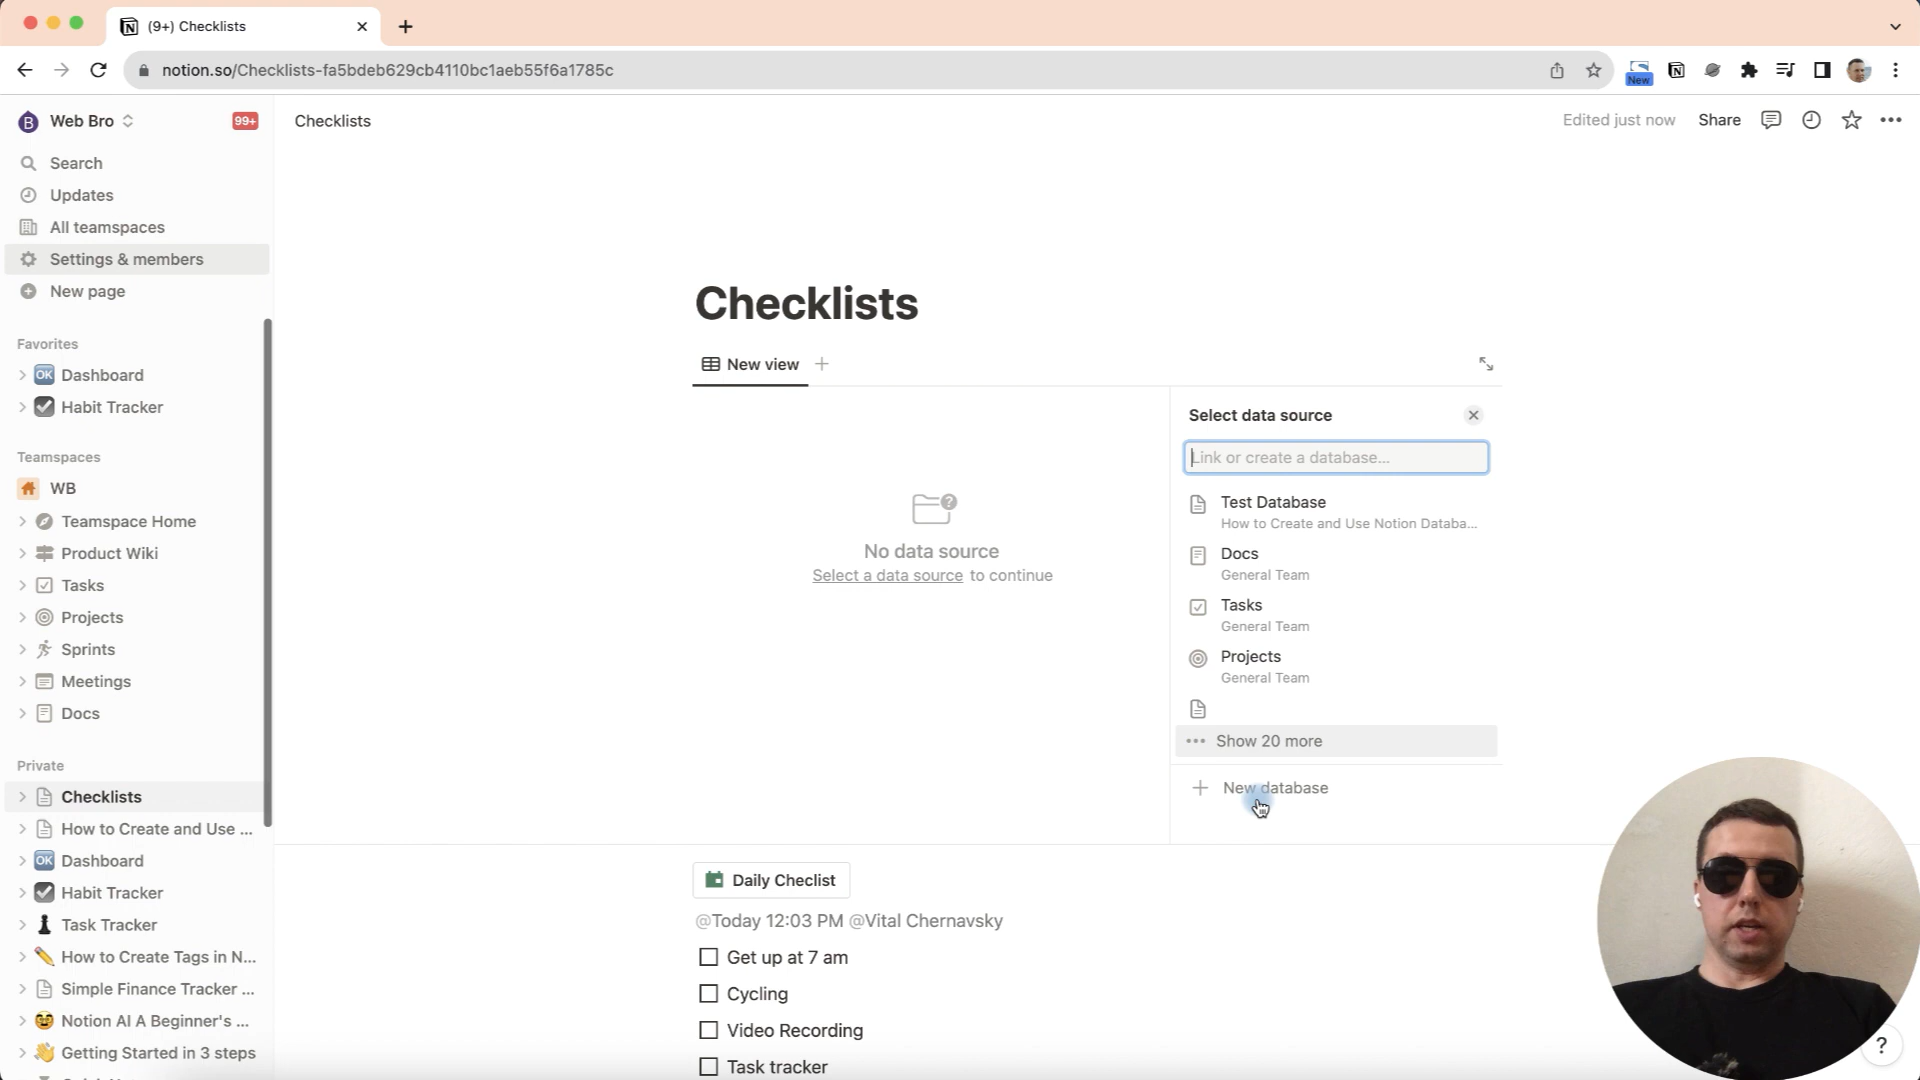 (9+) Checklists
notion.so/Checklists-fa5bdeb629cb4110bc1aeb55f6a1785c
New
B Web Bro
99+
Checklists
Edited just now
Share
Search
Updates
All teamspaces
Settings & members
New page
Favorites
OK Dashboard
Habit Tracker
Teamspaces
WB
Teamspace Home
Product Wiki
Tasks
Projects
Sprints
Meetings
Docs
Private
Checklists
How to Create and Use ...
OK Dashboard
Habit Tracker
Task Tracker
How to Create Tags in N...
Simple Finance Tracker ...
Notion AI A Beginner's ...
Getting Started in 3 steps
Checklists
New view
No data source
Select a data source to continue
Select data source
Link or create a database...
Test Database
How to Create and Use Notion Databa...
Docs
General Team
Tasks
General Team
Projects
General Team
Show 20 more
New database
Daily Checlist
@Today 12:03 PM @Vital Chernavsky
Get up at 7 am
Cycling
Video Recording
Task tracker
?